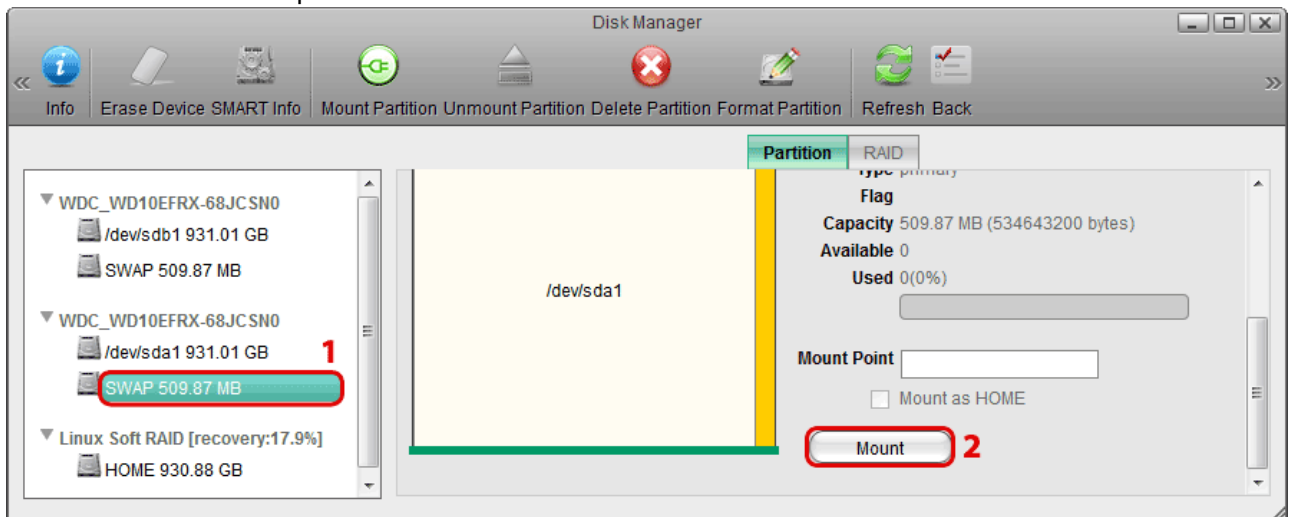 Disk Manager
Info Erase Device SMART Info Mount Partition Unmount Partition Delete Partition Format Partition Refresh Back
Partition RAID
WDC_WD10EFRX-68JCSN0
/dev/sdb1 931.01 GB
SWAP 509.87 MB
WDC_WD10EFRX-68JCSN0
/dev/sda1 931.01 GB
1
SWAP 509.87 MB
Linux Soft RAID [recovery:17.9%]
HOME 930.88 GB
/dev/sda1
Type primary
Flag
Capacity 509.87 MB (534643200 bytes)
Available 0
Used 0(0%)
Mount Point
Mount as HOME
Mount 2